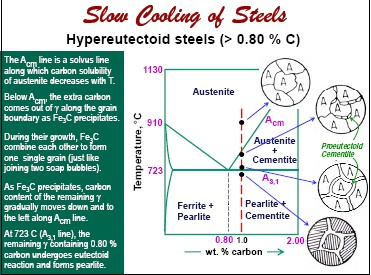 Slow Cooling of Steels
Hypereutectoid steels (> 0.80 % C)
The Acm line is a solvus line
along which carbon solubility
of austenite decreases with T.
Below Acm, the extra carbon
comes out of γ along the grain
boundary as Fe3C precipitates.
During their growth, Fe3C
combine each other to form
one single grain (just like
joining two soap bubbles).
As Fe3C precipitates, carbon
content of the remaining γ
gradually moves down and to
the left along Acm line.
At 723 C (A3,1 line), the
remaining γ containing 0.80 %
carbon undergoes eutectoid
reaction and forms pearlite.
Temperature, °C
1130
910
723
Austenite
Acm
Austenite
+
Cementite
A3,1
Ferrite +
Pearlite
Pearlite +
Cementite
0.80 1.0 2.00
wt. % carbon
A A A A A
A A A A
Proeutectoid
Cementite
A A A A